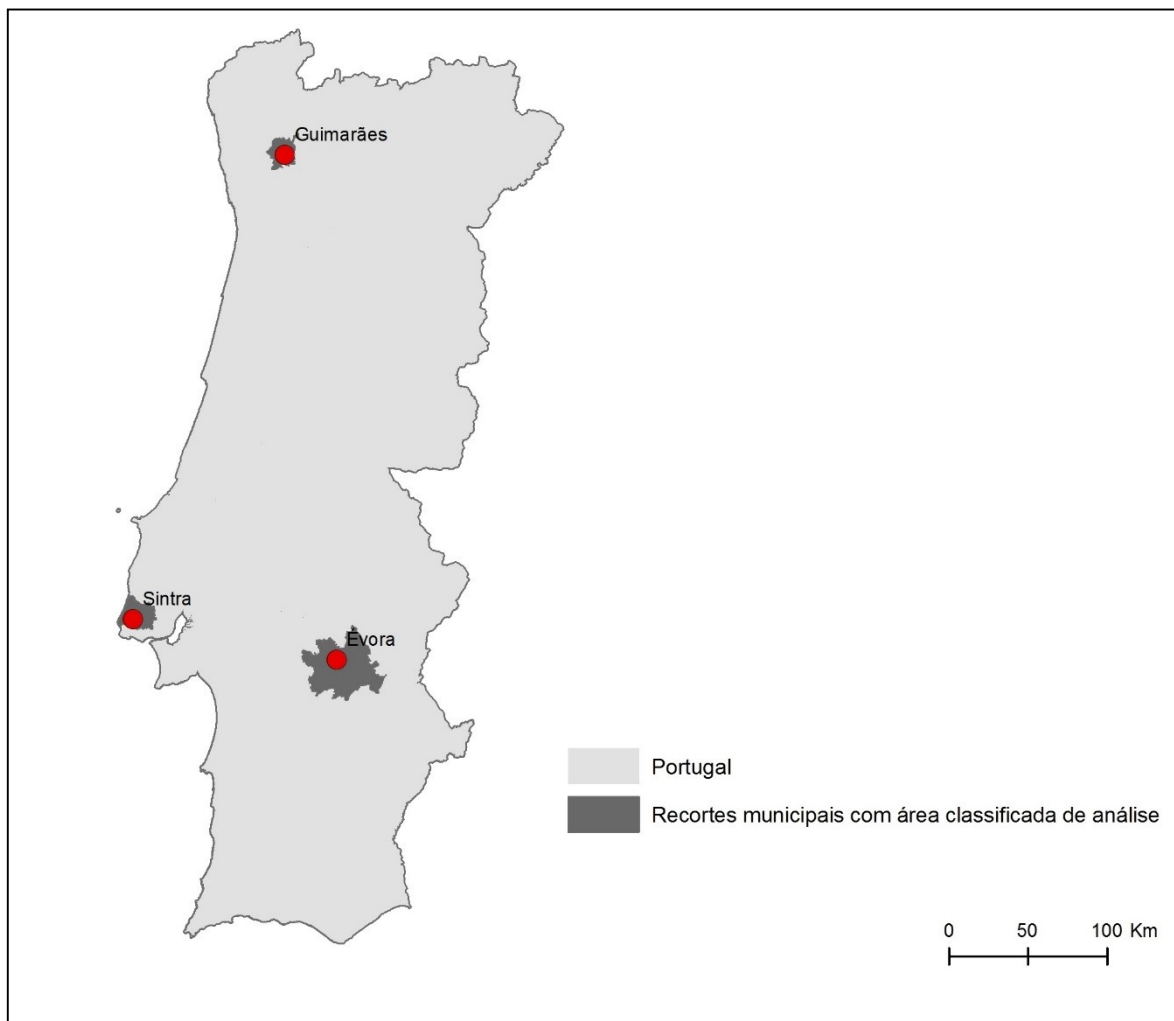 Guimarães
Sintra
Évora
Portugal
Recortes municipais com área classificada de análise
0 50 100 Km